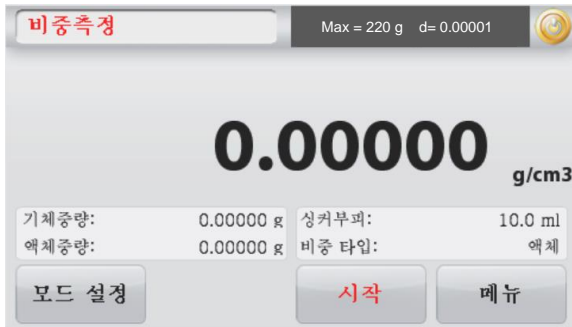 비중측정 Max = 220 g d= 0.00001
0.00000 g/cm3
기체중량: 0.00000 g 싱커부피: 10.0 ml
액체중량: 0.00000 g 비중 타입: 액체
모드 설정 시작 메뉴